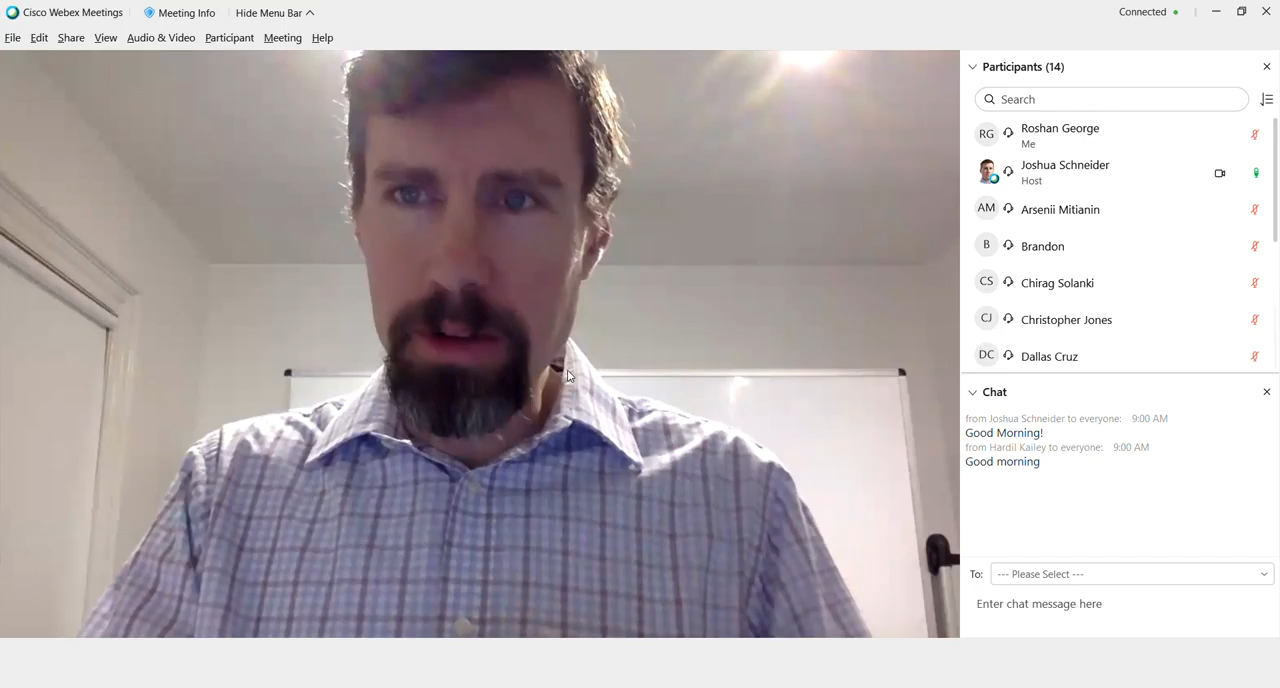 Cisco Webex Meetings Meeting Info Hide Menu Bar Connected
File Edit Share View Audio & Video Participant Meeting Help
Participants (14)
Search
RG Roshan George
Me
Joshua Schneider
Host
AM Arsenii Mitianin
B Brandon
CS Chirag Solanki
CJ Christopher Jones
DC Dallas Cruz
Chat
from Joshua Schneider to everyone: 9:00 AM
Good Morning!
from Hardil Kailey to everyone: 9:00 AM
Good morning
To: --- Please Select ---
Enter chat message here